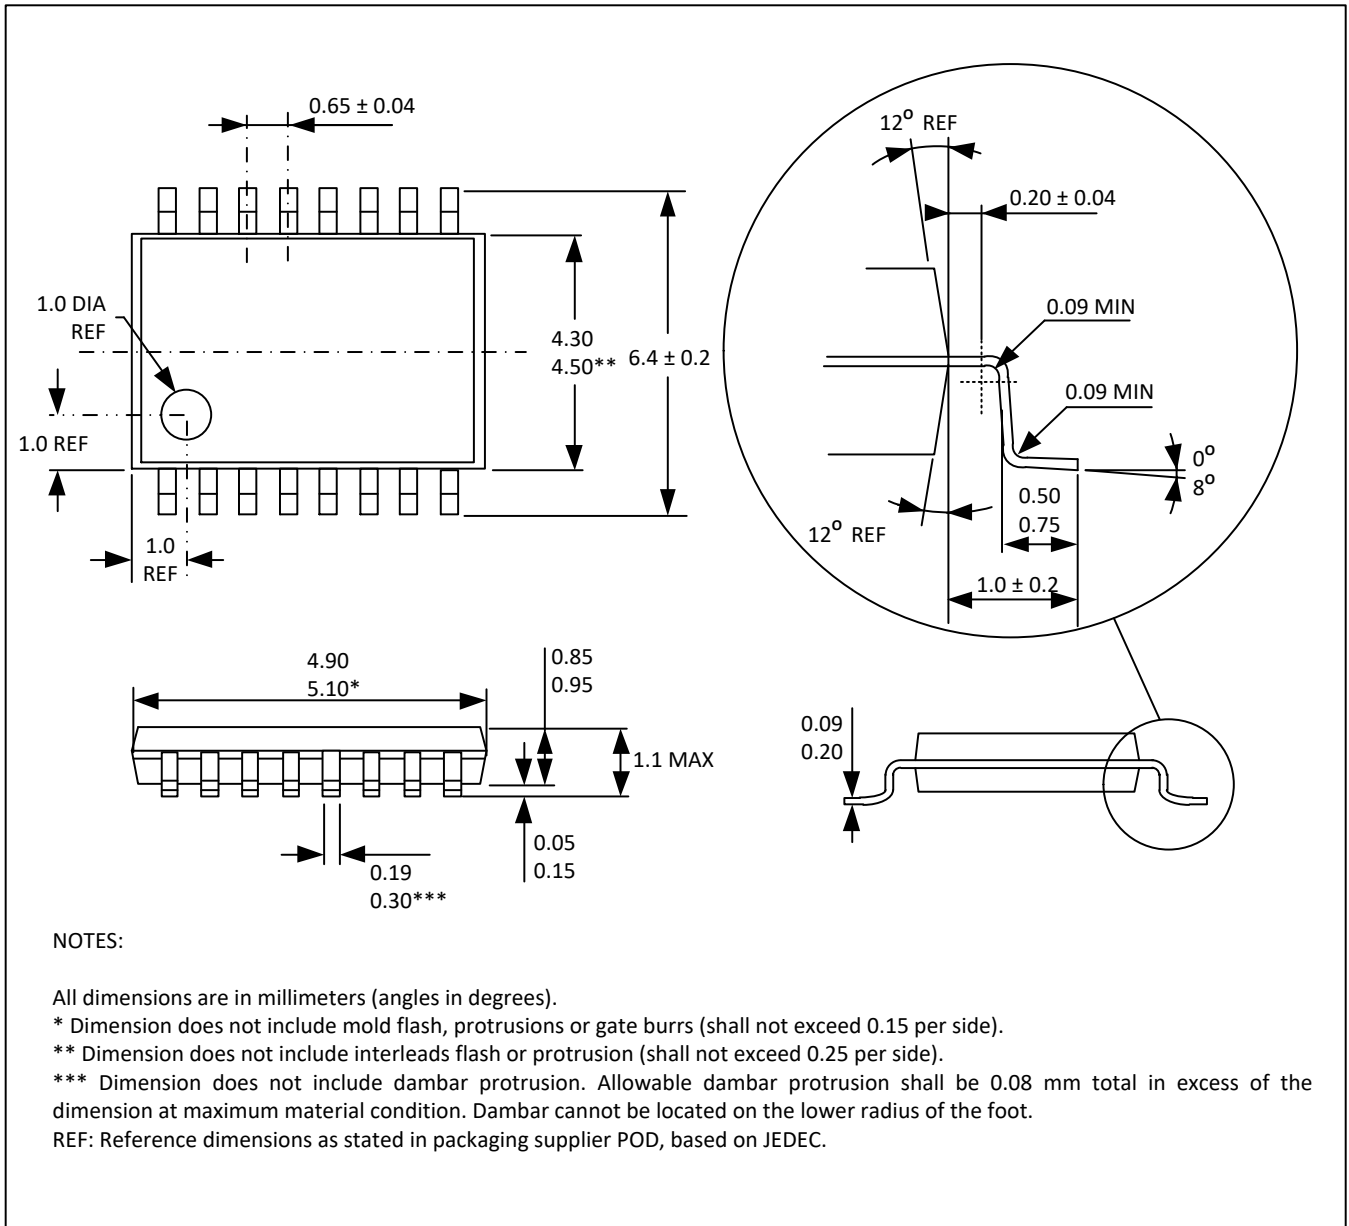 0.65 ± 0.04
12° REF
0.20 ± 0.04
1.0 DIA
REF
0.09 MIN
4.30
4.50**
6.4 ± 0.2
0.09 MIN
1.0 REF
0°
8°
0.50
0.75
12° REF
1.0
REF
1.0 ± 0.2
4.90
5.10*
0.85
0.95
1.1 MAX
0.09
0.20
0.05
0.15
0.19
0.30***
NOTES:
All dimensions are in millimeters (angles in degrees).
* Dimension does not include mold flash, protrusions or gate burrs (shall not exceed 0.15 per side).
** Dimension does not include interleads flash or protrusion (shall not exceed 0.25 per side).
*** Dimension does not include dambar protrusion. Allowable dambar protrusion shall be 0.08 mm total in excess of the
dimension at maximum material condition. Dambar cannot be located on the lower radius of the foot.
REF: Reference dimensions as stated in packaging supplier POD, based on JEDEC.